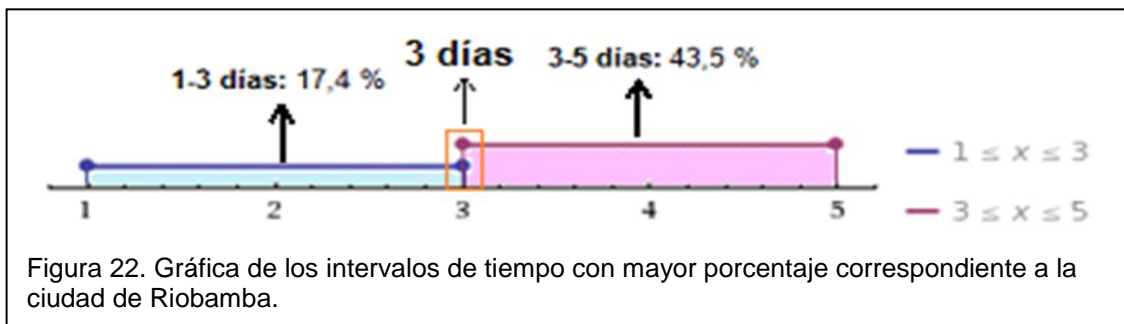 3 días
1-3 días: 17,4 %
3-5 días: 43,5 %
1 ≤ x ≤ 3
3 ≤ x ≤ 5
1 2 3 4 5
Figura 22. Gráfica de los intervalos de tiempo con mayor porcentaje correspondiente a la
ciudad de Riobamba.